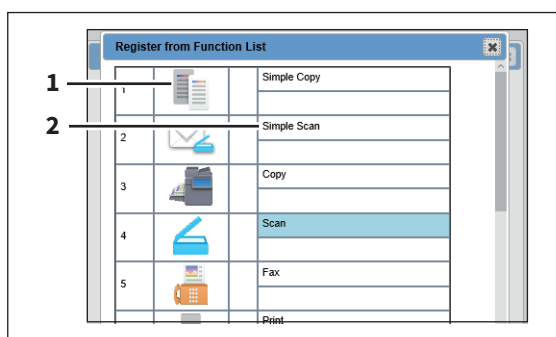 Register from Function List
1
1
Simple Copy
2
2
Simple Scan
3
Copy
4
Scan
5
Fax
Print